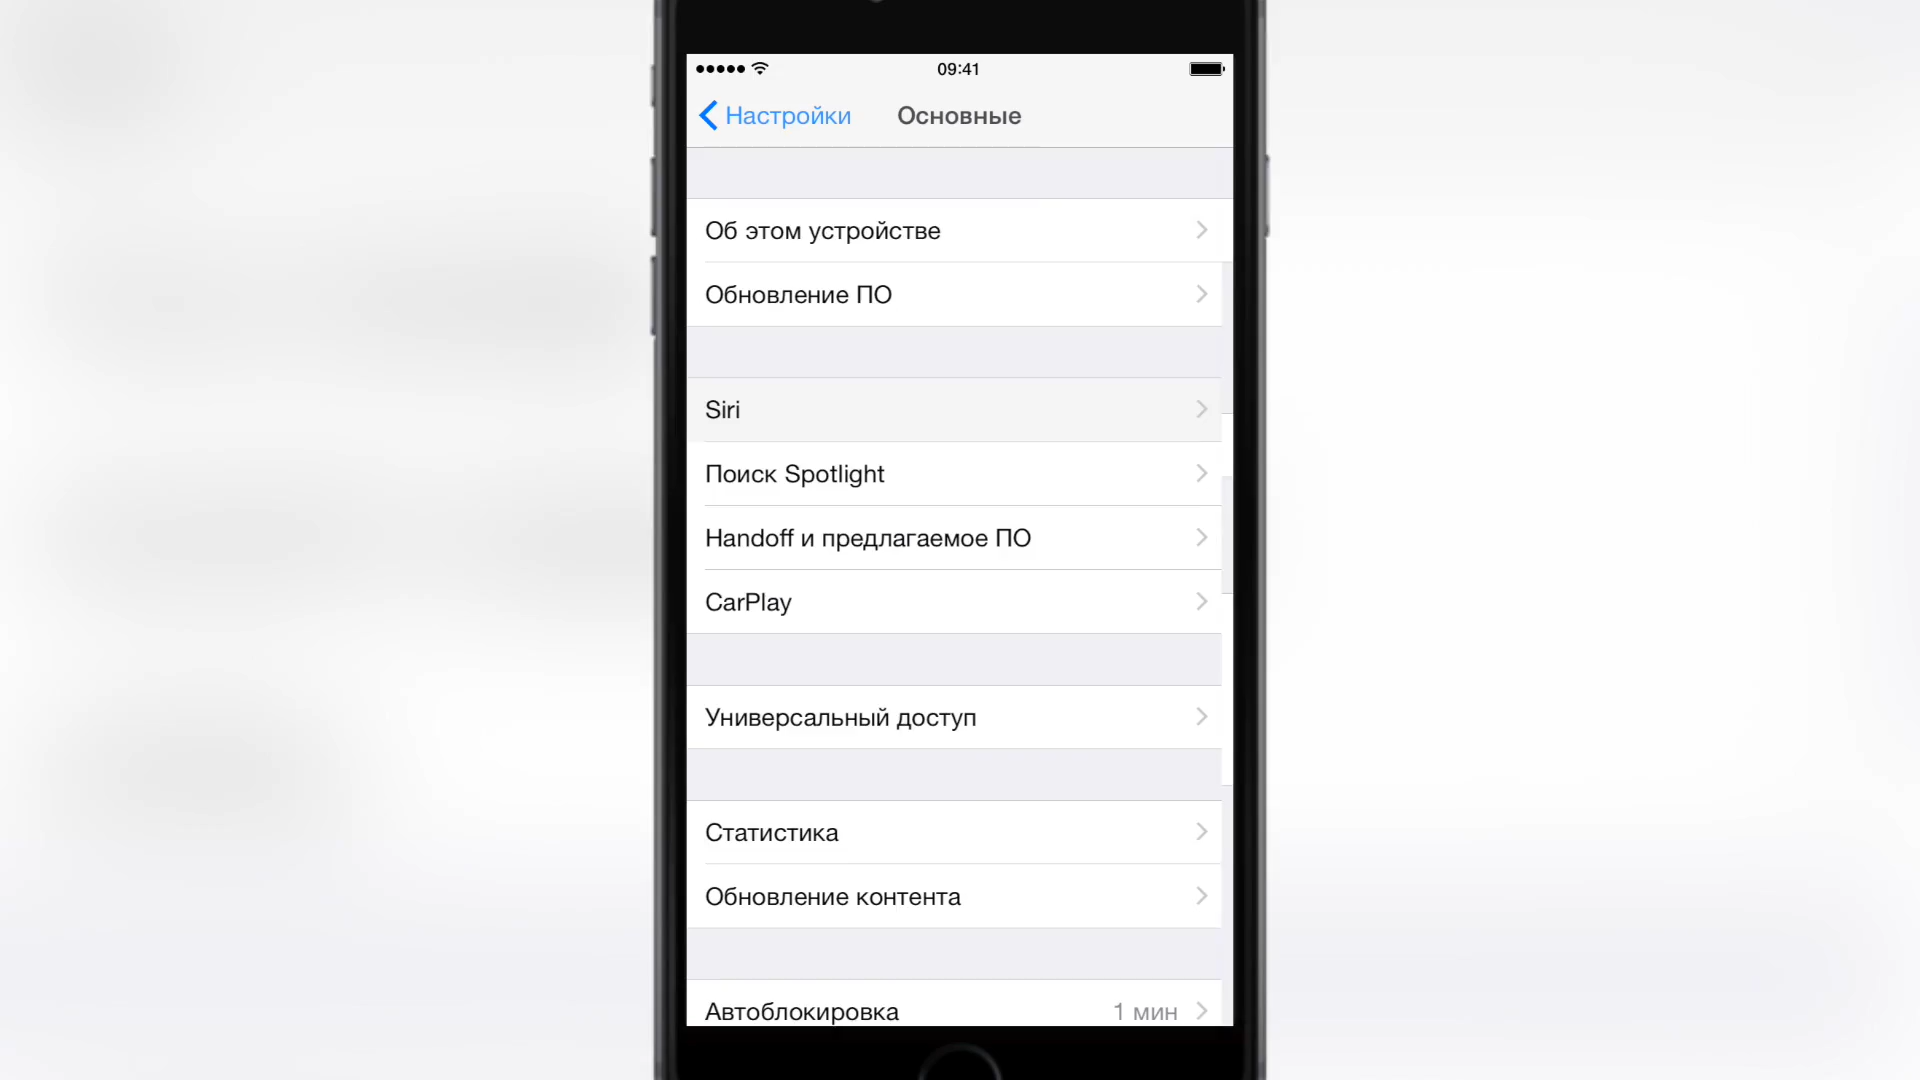 09:41
Настройки
Основные
Об этом устройстве
Обновление ПО
Siri
Поиск Spotlight
Handoff и предлагаемое ПО
CarPlay
Универсальный доступ
Статистика
Обновление контента
Автоблокировка 1 мин